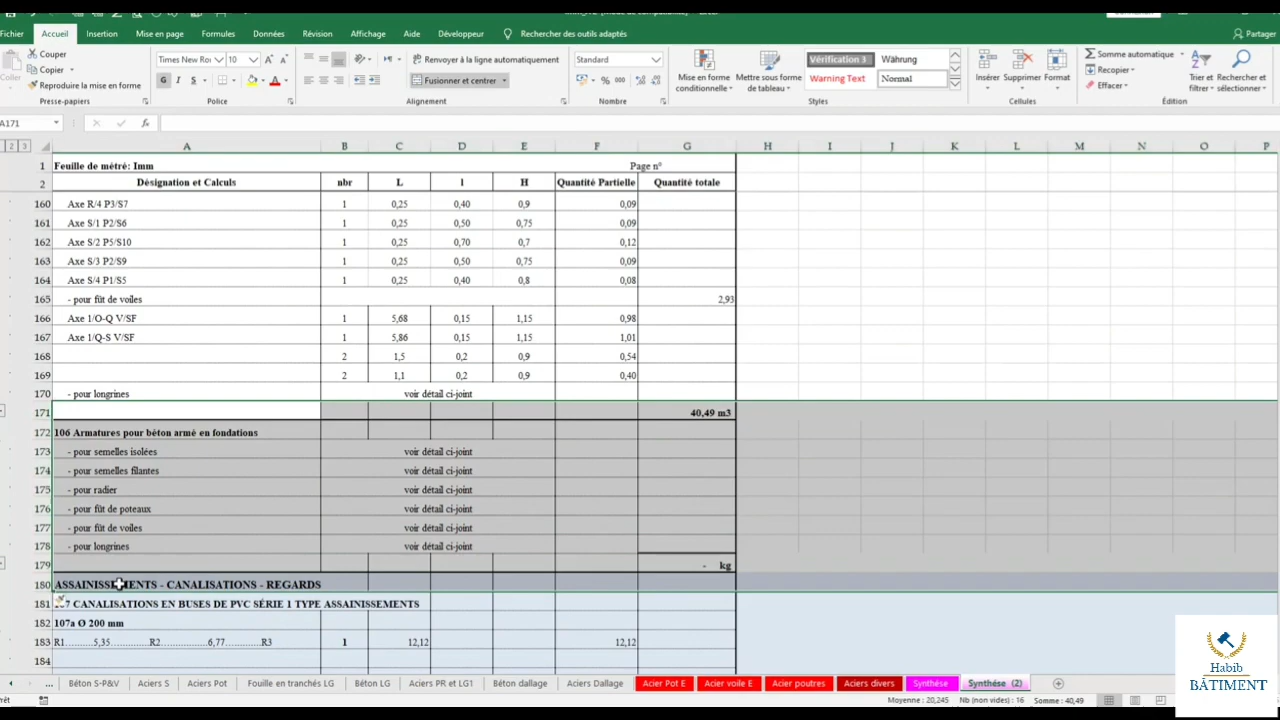 Fichier Accueil Insertion Mise en page Formules Données Révision Affichage Aide Développeur Recherchez des outils adaptés Partager
Coller
Couper
Copier
Reproduire la mise en forme
Presse-papiers
Times New Ro 10
G I S
Police
Renvoyer à la ligne automatiquement
Fusionner et centrer
Alignement
Standard
% 000
Nombre
Mise en forme conditionnelle
Mettre sous forme de tableau
Vérification 3 Währung
Warning Text Normal
Styles
Insérer Supprimer Format
Cellules
Somme automatique
Recopier
Effacer
Trier et filtrer
Rechercher et sélectionner
Édition
A171
2 3 A B C D E F G H I J K L M N O P
1 Feuille de métré: Imm Page n°
2 Désignation et Calculs nbr L l H Quantité Partielle Quantité totale
160 Axe R/4 P3/S7 1 0,25 0,40 0,9 0,09
161 Axe S/1 P2/S6 1 0,25 0,50 0,75 0,09
162 Axe S/2 P5/S10 1 0,25 0,70 0,7 0,12
163 Axe S/3 P2/S9 1 0,25 0,50 0,75 0,09
164 Axe S/4 P1/S5 1 0,25 0,40 0,8 0,08
165 - pour fût de voiles 2,93
166 Axe 1/O-Q V/SF 1 5,68 0,15 1,15 0,98
167 Axe 1/Q-S V/SF 1 5,86 0,15 1,15 1,01
168 2 1,5 0,2 0,9 0,54
169 2 1,1 0,2 0,9 0,40
170 - pour longrines voir détail ci-joint
171 40,49 m3
172 106 Armatures pour béton armé en fondations
173 - pour semelles isolées voir détail ci-joint
174 - pour semelles filantes voir détail ci-joint
175 - pour radier voir détail ci-joint
176 - pour fût de poteaux voir détail ci-joint
177 - pour fût de voiles voir détail ci-joint
178 - pour longrines voir détail ci-joint
179 - kg
180 ASSAINISSEMENTS - CANALISATIONS - REGARDS
181 CANALISATIONS EN BUSES DE PVC SÉRIE 1 TYPE ASSAINISSEMENTS
182 107a Ø 200 mm
183 R1.........5,35..............R2...............6,77............R3 1 12,12 12,12
184
... Béton S-P&V Aciers S Aciers Pot Fouille en tranchés LG Béton LG Aciers PR et LG1 Béton dallage Aciers Dallage Acier Pot E Acier voile E Acier poutres Aciers divers Synthése Synthése (2)
Moyenne : 20,245 Nb (non vides) : 16 Somme : 40,49
Habib
BÂTIMENT